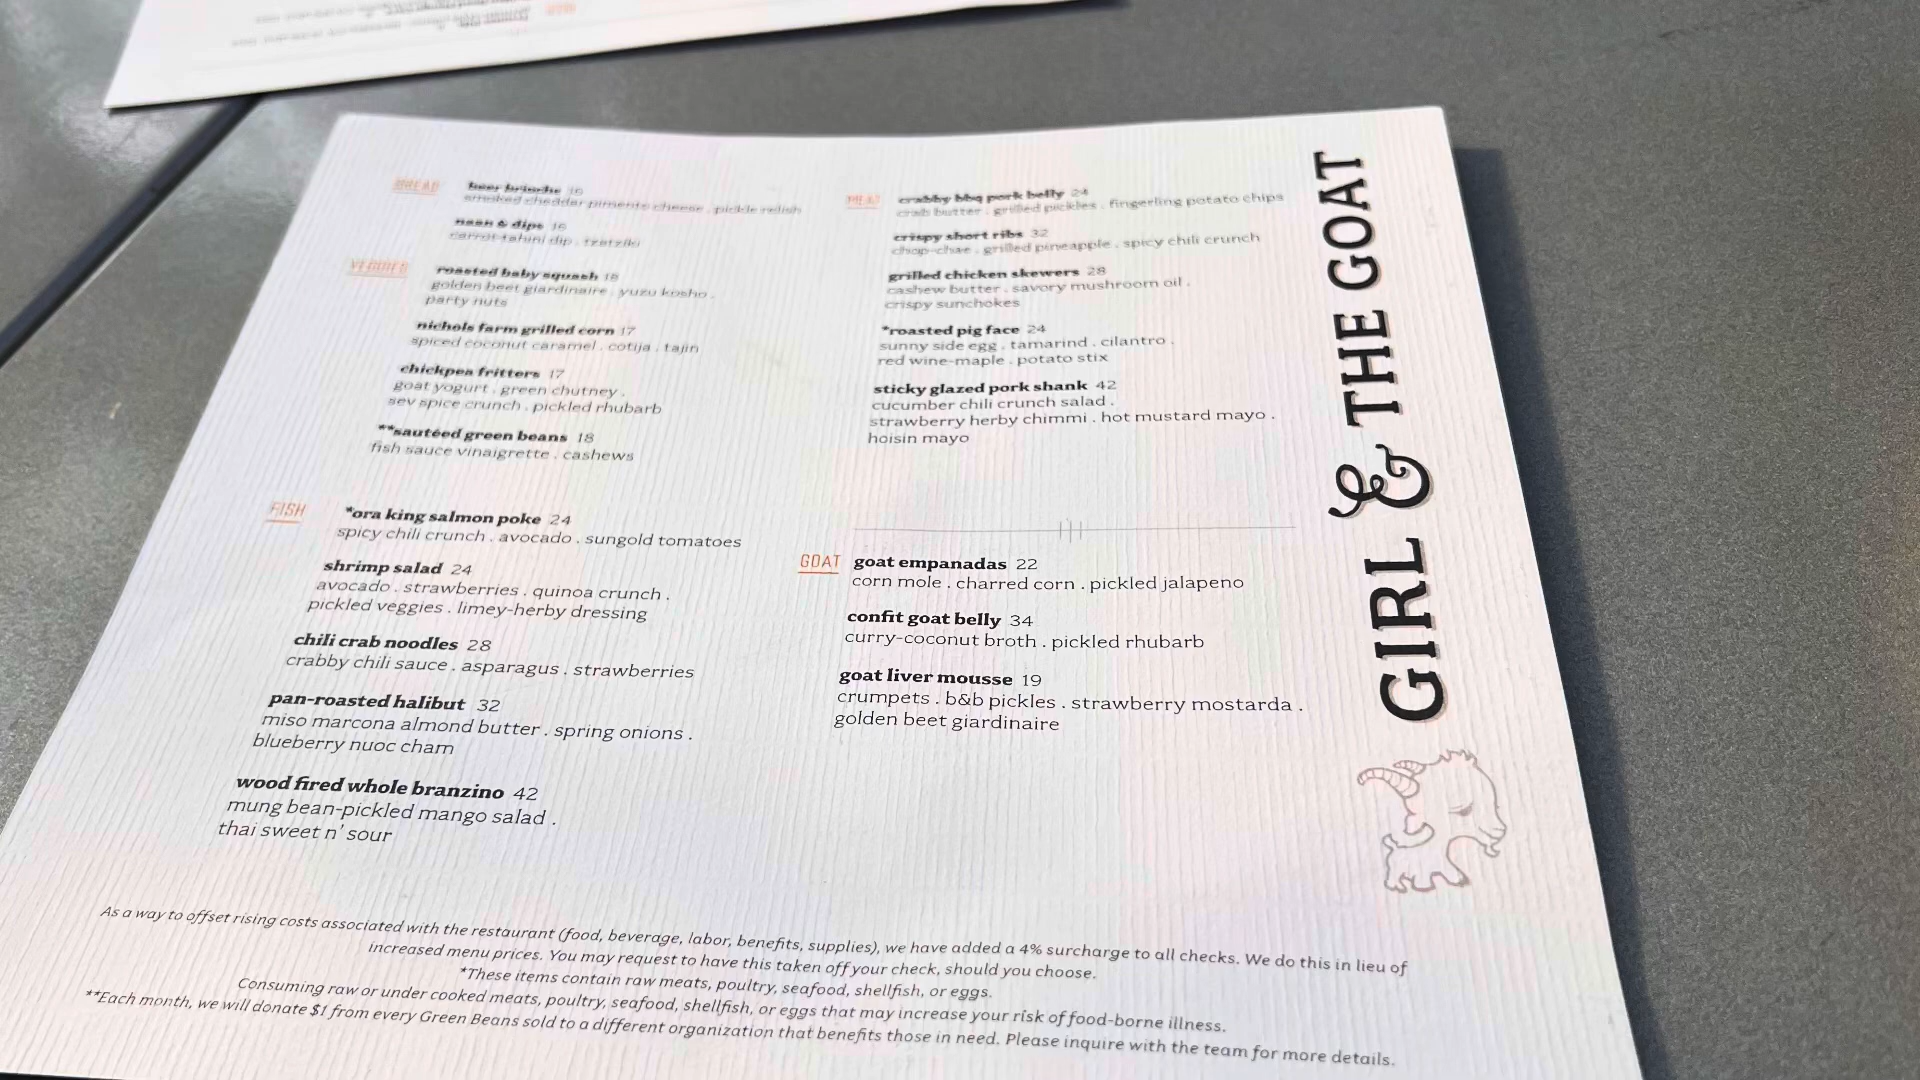 BREAD
beer brioche 16
smoked cheddar pimento cheese . pickle relish
naan & dips 16
carrot-tahini dip . tzatziki
VEGGIES
roasted baby squash 18
golden beet giardinaire . yuzu kosho .
party nuts
nichols farm grilled corn 17
spiced coconut caramel . cotija . tajin
chickpea fritters 17
goat yogurt . green chutney .
sev spice crunch . pickled rhubarb
**sautéed green beans 18
fish sauce vinaigrette . cashews
FISH
*ora king salmon poke 24
spicy chili crunch . avocado . sungold tomatoes
shrimp salad 24
avocado . strawberries . quinoa crunch .
pickled veggies . limey-herby dressing
chili crab noodles 28
crabby chili sauce . asparagus . strawberries
pan-roasted halibut 32
miso marcona almond butter . spring onions .
blueberry nuoc cham
wood fired whole branzino 42
mung bean-pickled mango salad .
thai sweet n' sour
MEAT
crabby bbq pork belly 24
crab butter . grilled pickles . fingerling potato chips
crispy short ribs 32
chop-chae . grilled pineapple . spicy chili crunch
grilled chicken skewers 28
cashew butter . savory mushroom oil .
crispy sunchokes
*roasted pig face 24
sunny side egg . tamarind . cilantro .
red wine-maple . potato stix
sticky glazed pork shank 42
cucumber chili crunch salad .
strawberry herby chimmi . hot mustard mayo .
hoisin mayo
GOAT
goat empanadas 22
corn mole . charred corn . pickled jalapeno
confit goat belly 34
curry-coconut broth . pickled rhubarb
goat liver mousse 19
crumpets . b&b pickles . strawberry mostarda .
golden beet giardinaire
GIRL & THE GOAT
As a way to offset rising costs associated with the restaurant (food, beverage, labor, benefits, supplies), we have added a 4% surcharge to all checks. We do this in lieu of
increased menu prices. You may request to have this taken off your check, should you choose.
*These items contain raw meats, poultry, seafood, shellfish, or eggs.
Consuming raw or under cooked meats, poultry, seafood, shellfish, or eggs that may increase your risk of food-borne illness.
**Each month, we will donate $1 from every Green Beans sold to a different organization that benefits those in need. Please inquire with the team for more details.